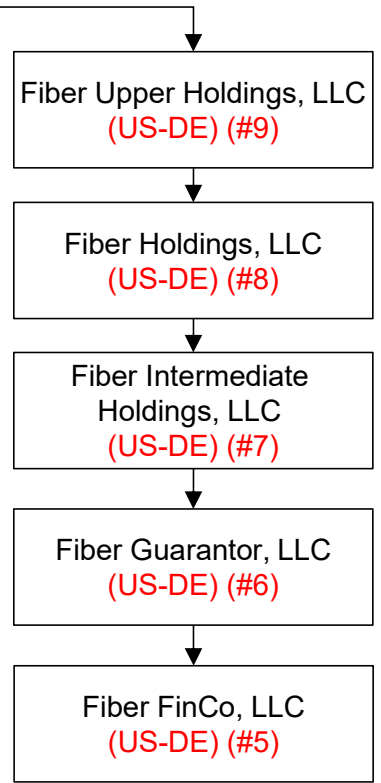 Fiber Upper Holdings, LLC
(US-DE) (#9)
Fiber Holdings, LLC
(US-DE) (#8)
Fiber Intermediate
Holdings, LLC
(US-DE) (#7)
Fiber Guarantor, LLC
(US-DE) (#6)
Fiber FinCo, LLC
(US-DE) (#5)